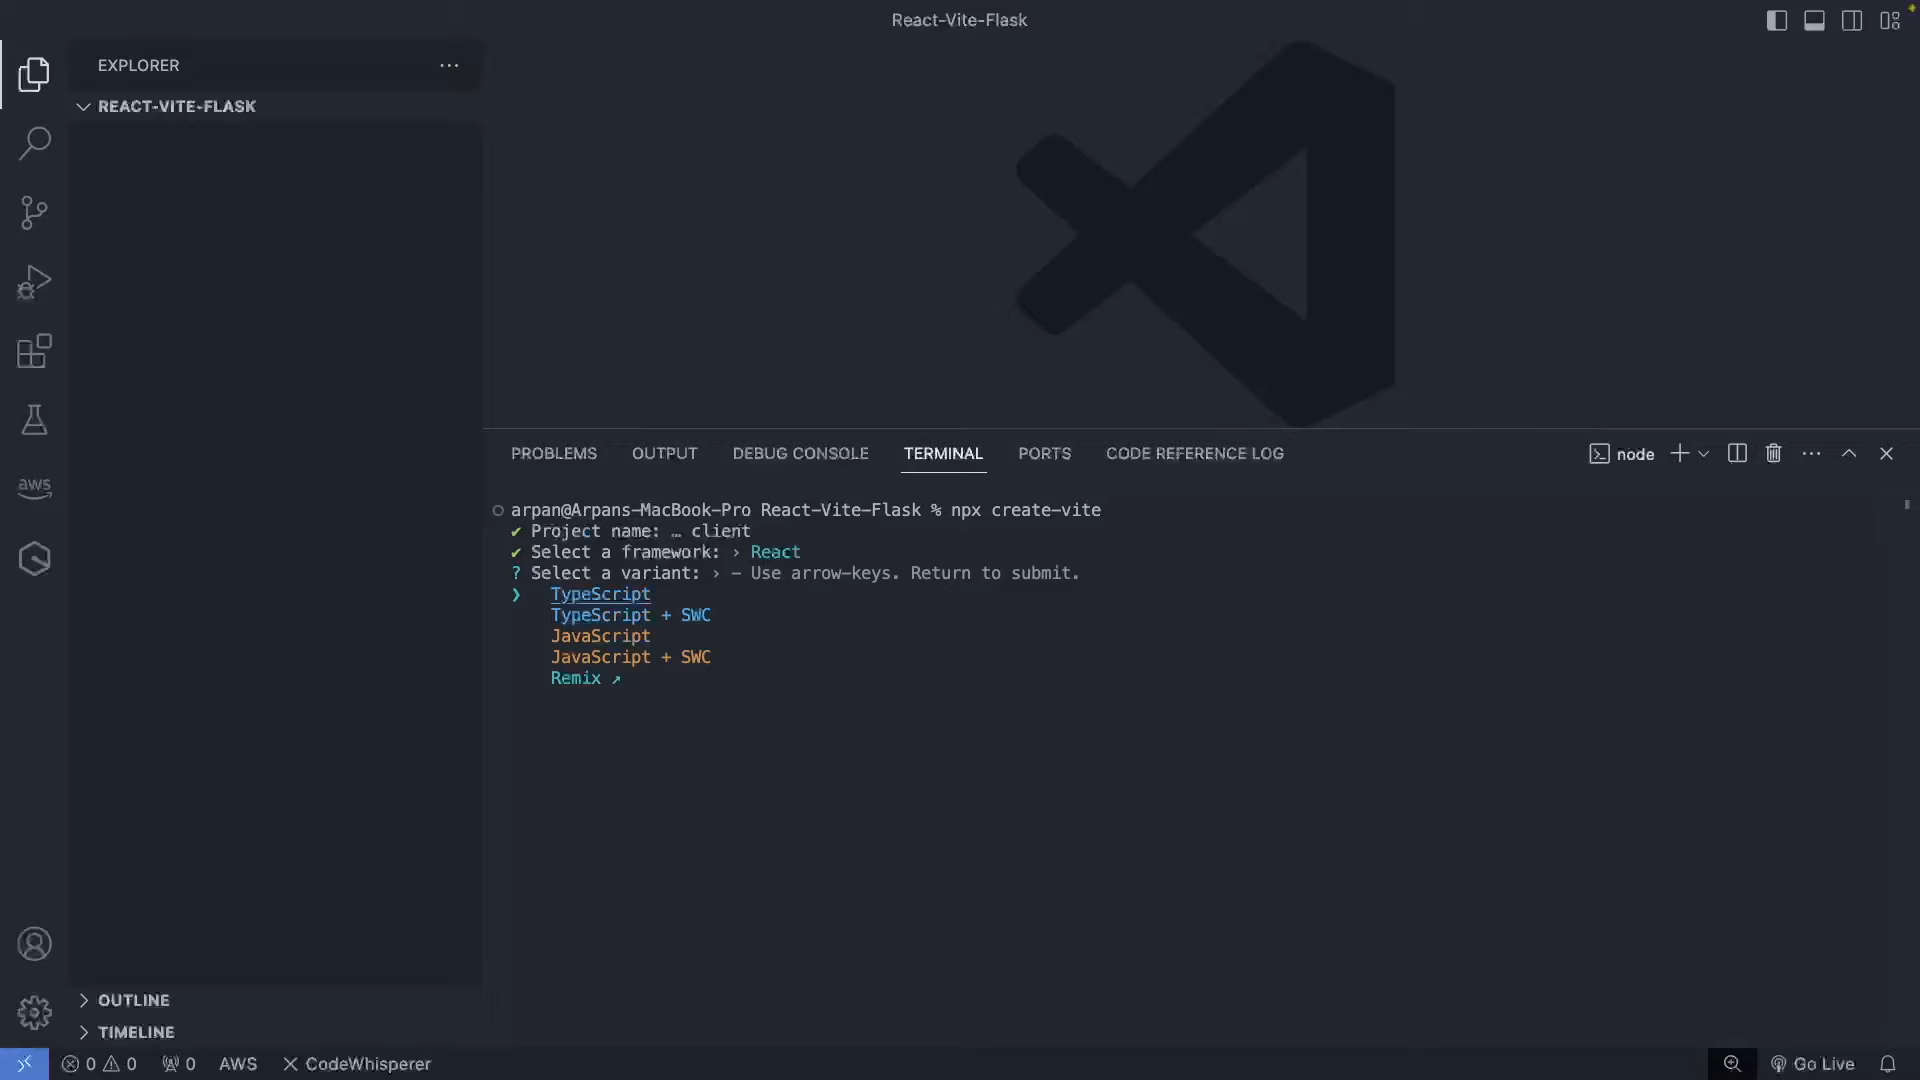 React-Vite-Flask
EXPLORER
REACT-VITE-FLASK
PROBLEMS OUTPUT DEBUG CONSOLE TERMINAL PORTS CODE REFERENCE LOG
node
arpan@Arpans-MacBook-Pro React-Vite-Flask % npx create-vite
✔ Project name: … client
✔ Select a framework: › React
? Select a variant: › - Use arrow-keys. Return to submit.
❯ TypeScript
TypeScript + SWC
JavaScript
JavaScript + SWC
Remix ↗
aws
OUTLINE
TIMELINE
0 0 0 AWS CodeWhisperer Go Live